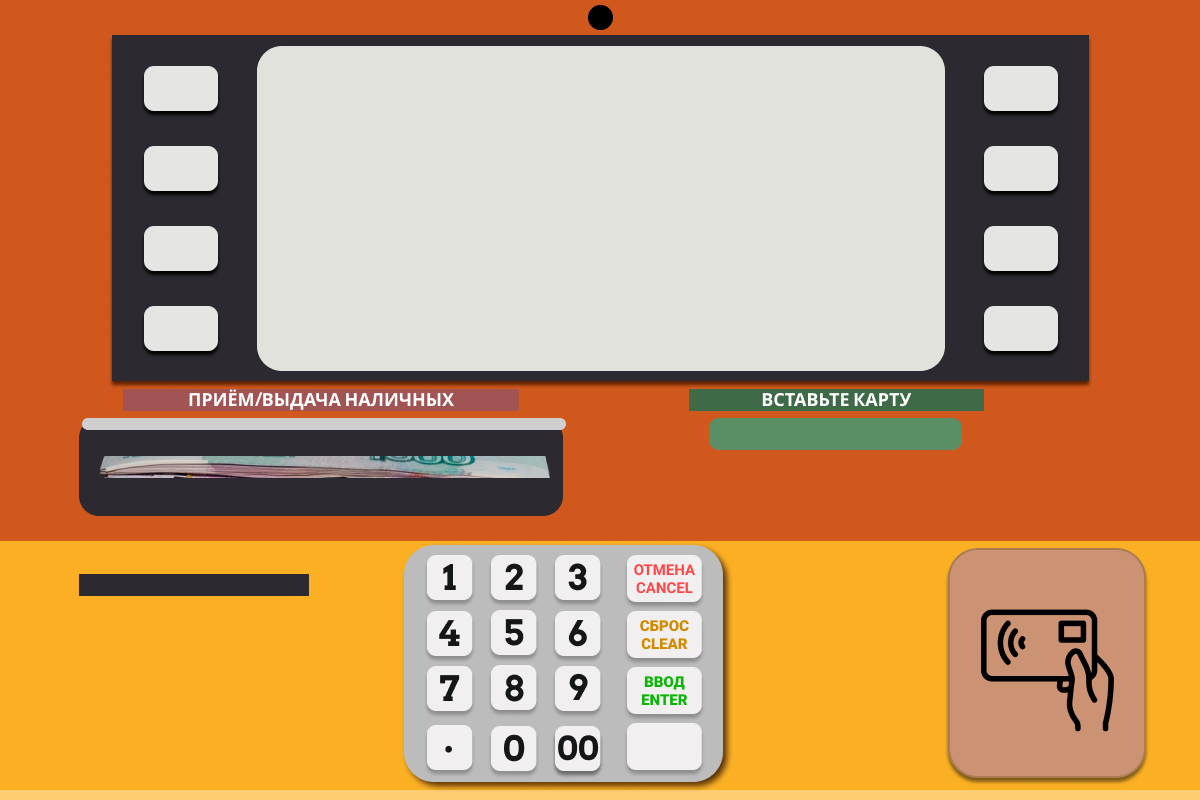 ПРИЁМ/ВЫДАЧА НАЛИЧНЫХ
ВСТАВЬТЕ КАРТУ
1 2 3 ОТМЕНА
CANCEL
4 5 6 СБРОС
CLEAR
7 8 9 ВВОД
ENTER
· 0 00